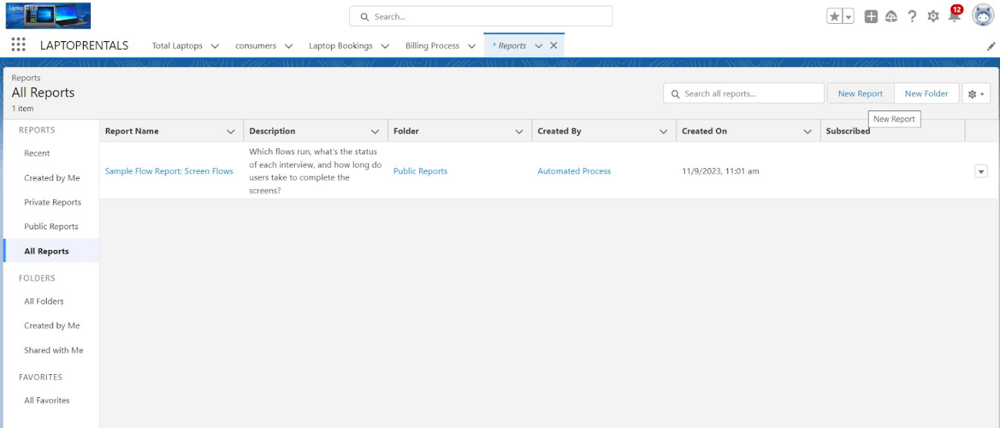 Laptop Rental
Search...
12
LAPTOPRENTALS
Total Laptops
consumers
Laptop Bookings
Billing Process
* Reports
Reports
All Reports
1 item
Search all reports...
New Report
New Folder
New Report
REPORTS
Recent
Created by Me
Private Reports
Public Reports
All Reports
FOLDERS
All Folders
Created by Me
Shared with Me
FAVORITES
All Favorites
Report Name
Description
Folder
Created By
Created On
Subscribed
Sample Flow Report: Screen Flows
Which flows run, what's the status
of each interview, and how long do
users take to complete the
screens?
Public Reports
Automated Process
11/9/2023, 11:01 am